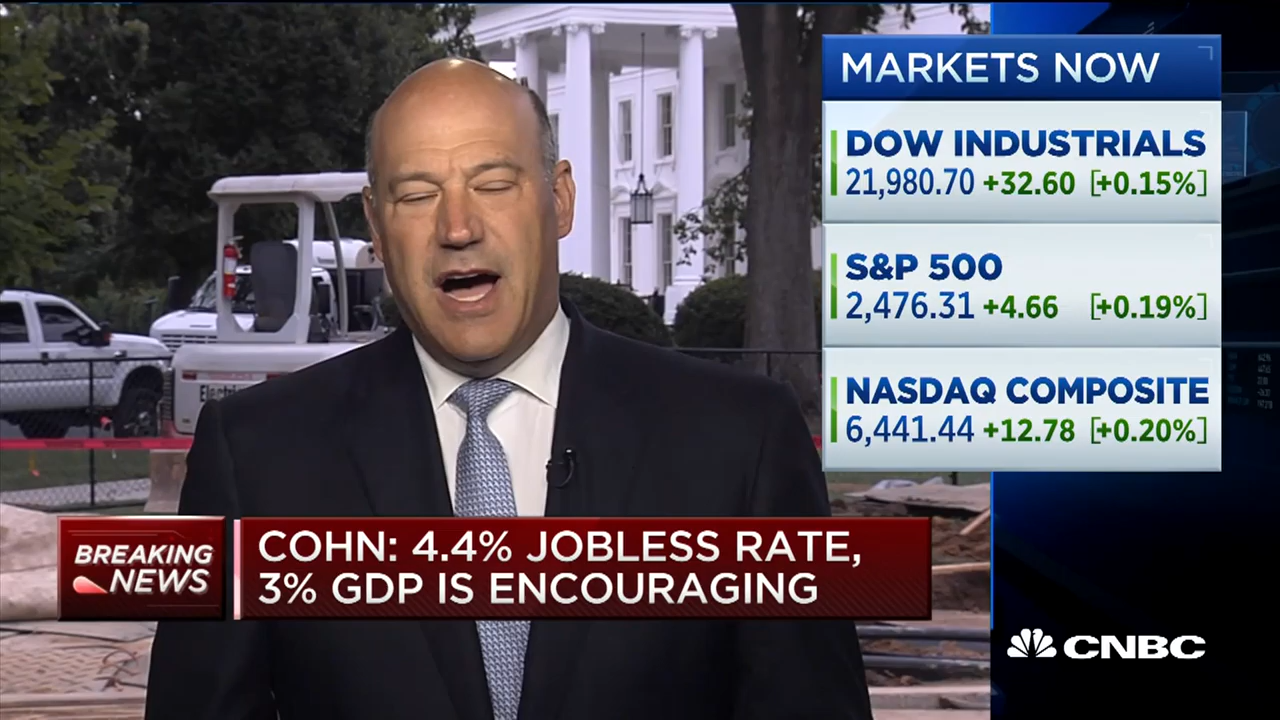 MARKETS NOW
DOW INDUSTRIALS
21,980.70 +32.60 [+0.15%]
S&P 500
2,476.31 +4.66 [+0.19%]
NASDAQ COMPOSITE
6,441.44 +12.78 [+0.20%]
BREAKING
NEWS
COHN: 4.4% JOBLESS RATE,
3% GDP IS ENCOURAGING
CNBC